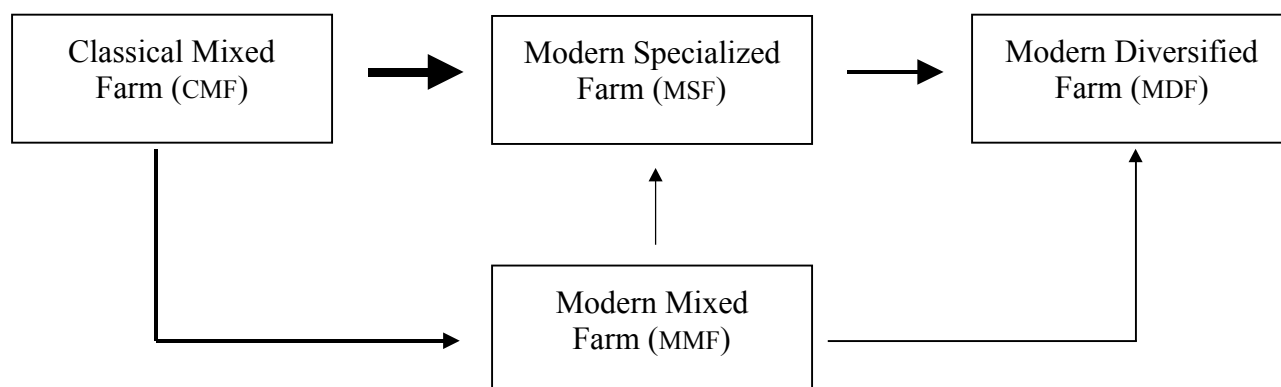 Classical Mixed
Farm (CMF)
Modern Specialized
Farm (MSF)
Modern Diversified
Farm (MDF)
Modern Mixed
Farm (MMF)